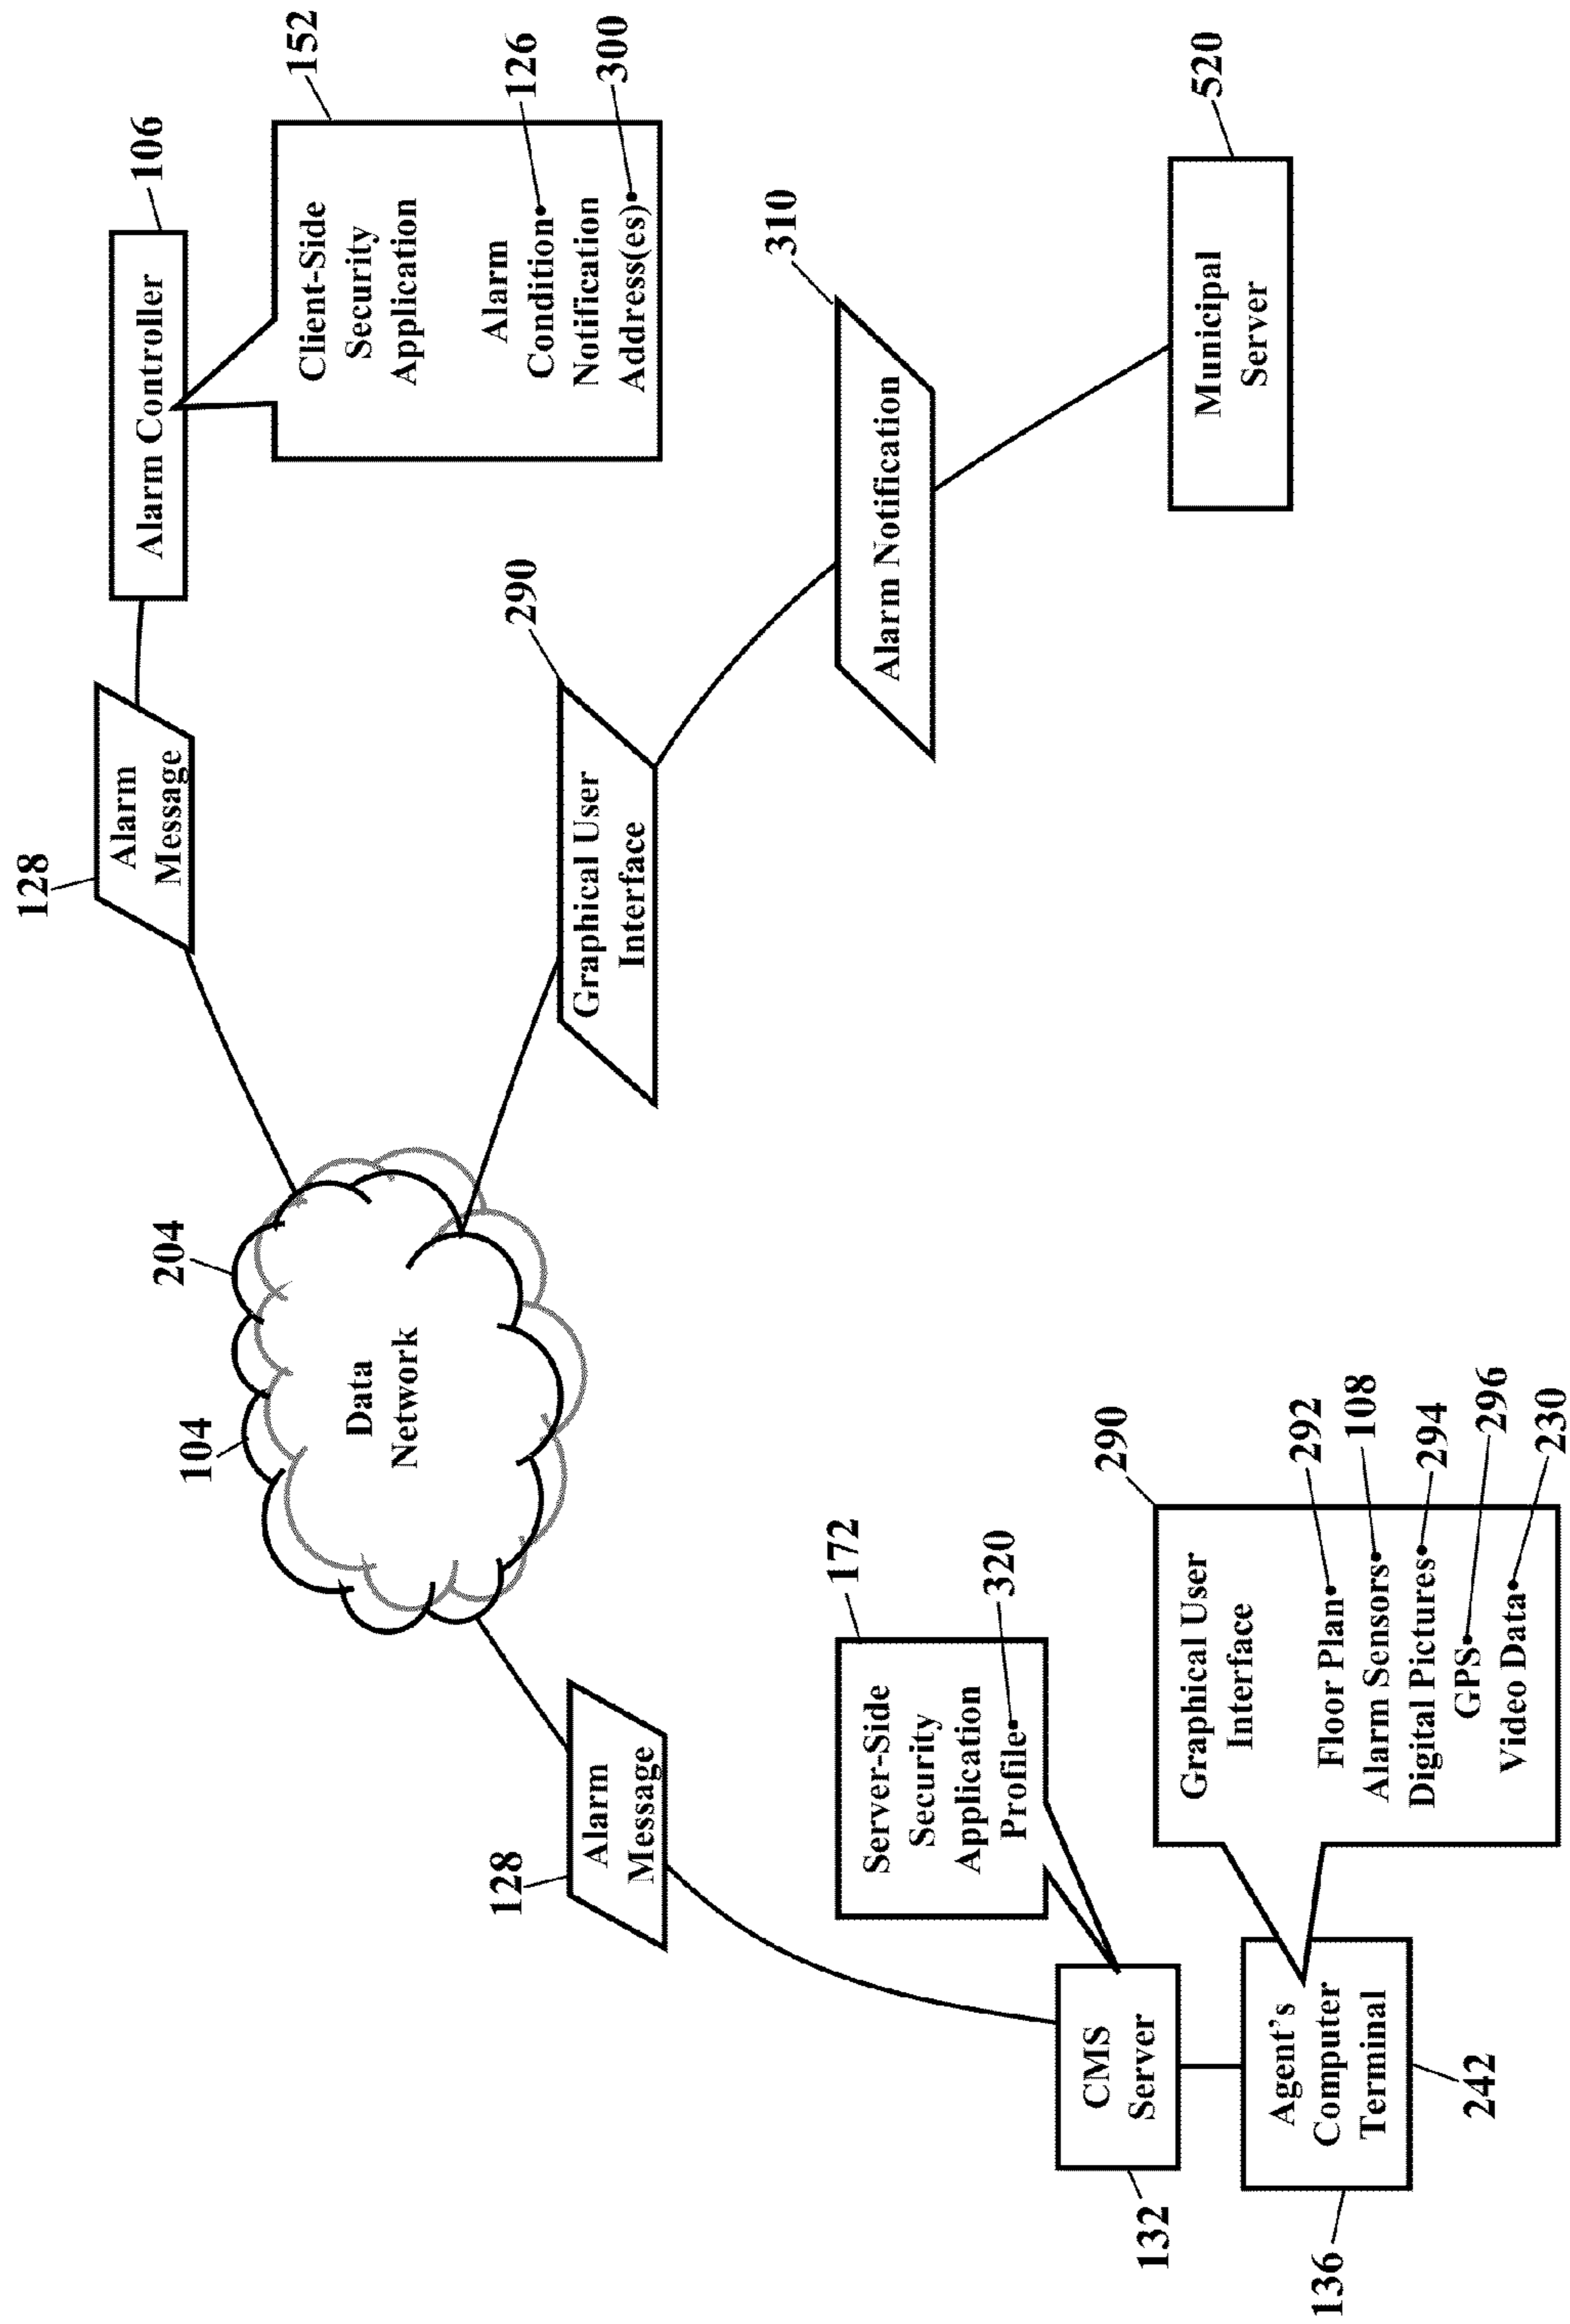 128
Alarm
Message
Alarm Controller
106
104
204
Data
Network
Client-Side
Security
Application
Alarm
Condition
Notification
Address(es)
152
126
300
128
Alarm
Message
290
Graphical User
Interface
172
Server-Side
Security
Application
Profile
320
310
Alarm Notification
132
CMS
Server
136
Agent's
Computer
Terminal
242
290
Graphical User
Interface
Floor Plan
292
Alarm Sensors
108
Digital Pictures
294
GPS
296
Video Data
230
Municipal
Server
520